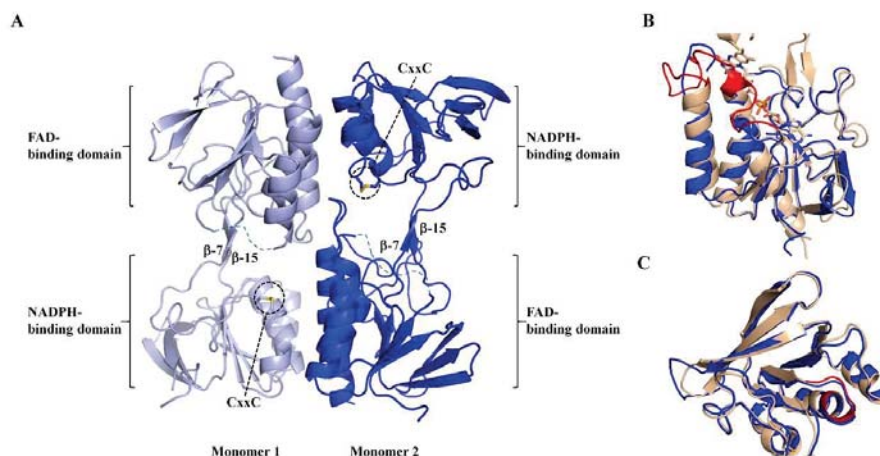 A
B
CxxC
FAD-
binding domain
NADPH-
binding domain
β-7
β-15
β-7
β-15
NADPH-
binding domain
FAD-
binding domain
C
CxxC
Monomer 1
Monomer 2